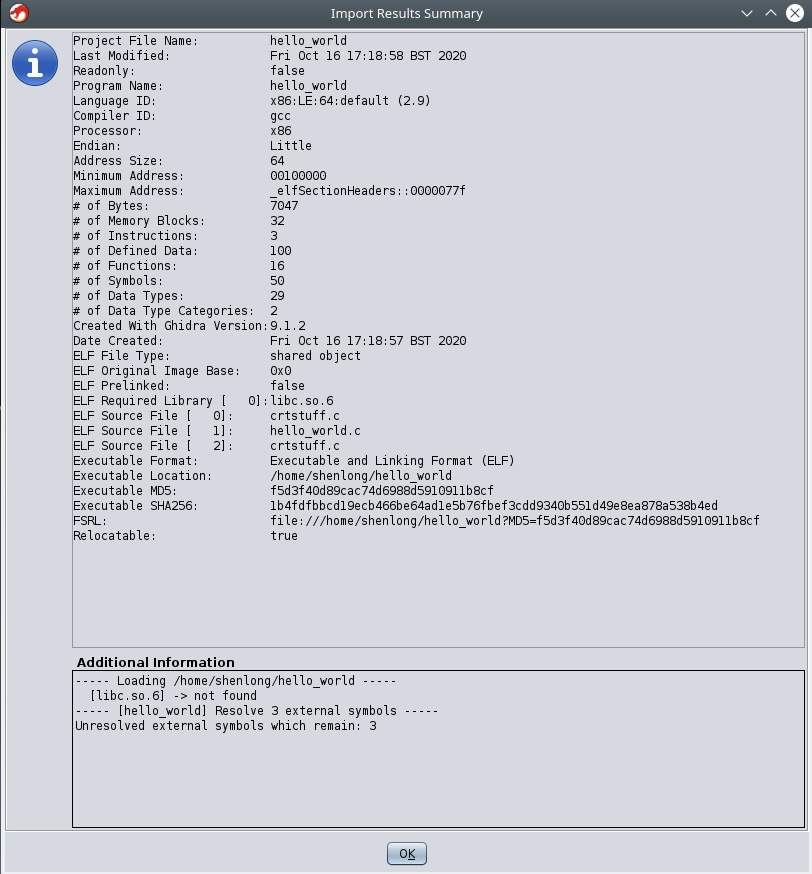 Import Results Summary
Project File Name: hello_world
Last Modified: Fri Oct 16 17:18:58 BST 2020
Readonly: false
Program Name: hello_world
Language ID: x86:LE:64:default (2.9)
Compiler ID: gcc
Processor: x86
Endian: Little
Address Size: 64
Minimum Address: 00100000
Maximum Address: _elfSectionHeaders::0000077f
# of Bytes: 7047
# of Memory Blocks: 32
# of Instructions: 3
# of Defined Data: 100
# of Functions: 16
# of Symbols: 50
# of Data Types: 29
# of Data Type Categories: 2
Created With Ghidra Version: 9.1.2
Date Created: Fri Oct 16 17:18:57 BST 2020
ELF File Type: shared object
ELF Original Image Base: 0x0
ELF Prelinked: false
ELF Required Library [   0]: libc.so.6
ELF Source File [   0]: crtstuff.c
ELF Source File [   1]: hello_world.c
ELF Source File [   2]: crtstuff.c
Executable Format: Executable and Linking Format (ELF)
Executable Location: /home/shenlong/hello_world
Executable MD5: f5d3f40d89cac74d6988d5910911b8cf
Executable SHA256: 1b4fdfbbcd19ecb466be64ad1e5b76fbef3cdd9340b551d49e8ea878a538b4ed
FSRL: file:///home/shenlong/hello_world?MD5=f5d3f40d89cac74d6988d5910911b8cf
Relocatable: true
Additional Information
----- Loading /home/shenlong/hello_world -----
[libc.so.6] -> not found
----- [hello_world] Resolve 3 external symbols -----
Unresolved external symbols which remain: 3
OK